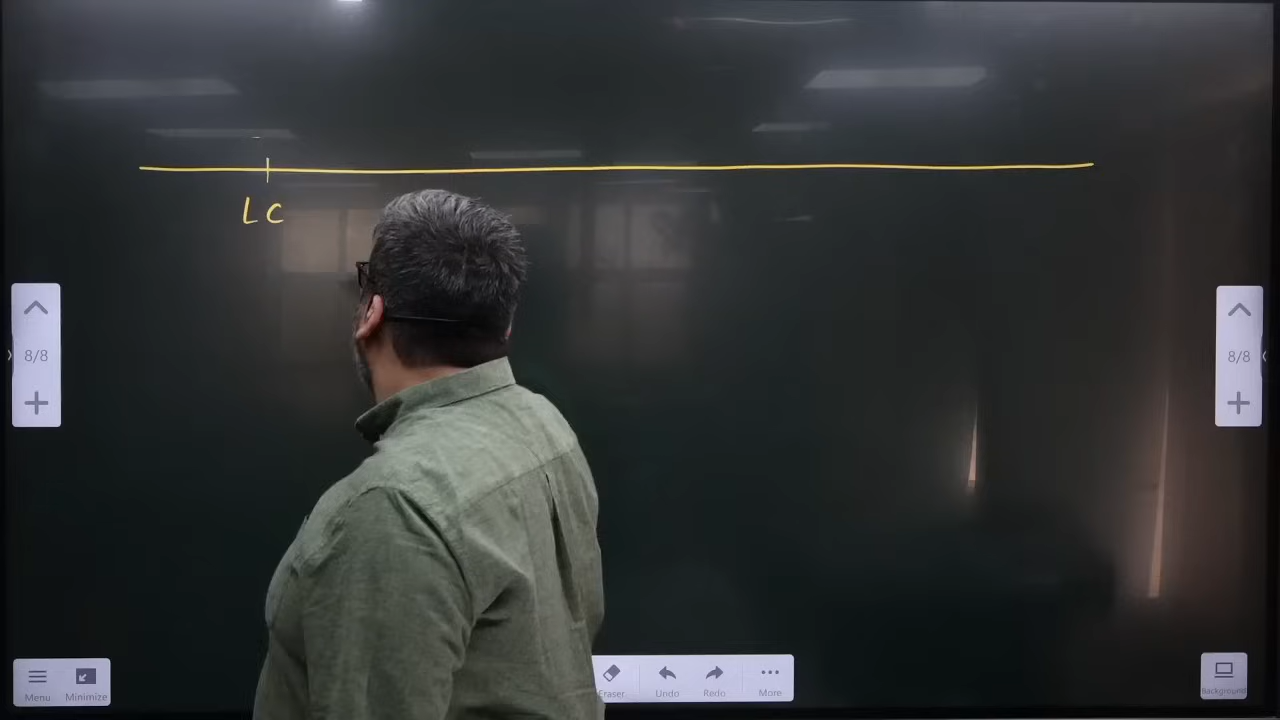 LC
8/8
8/8
Menu
Minimize
Eraser
Undo
Redo
More
Background